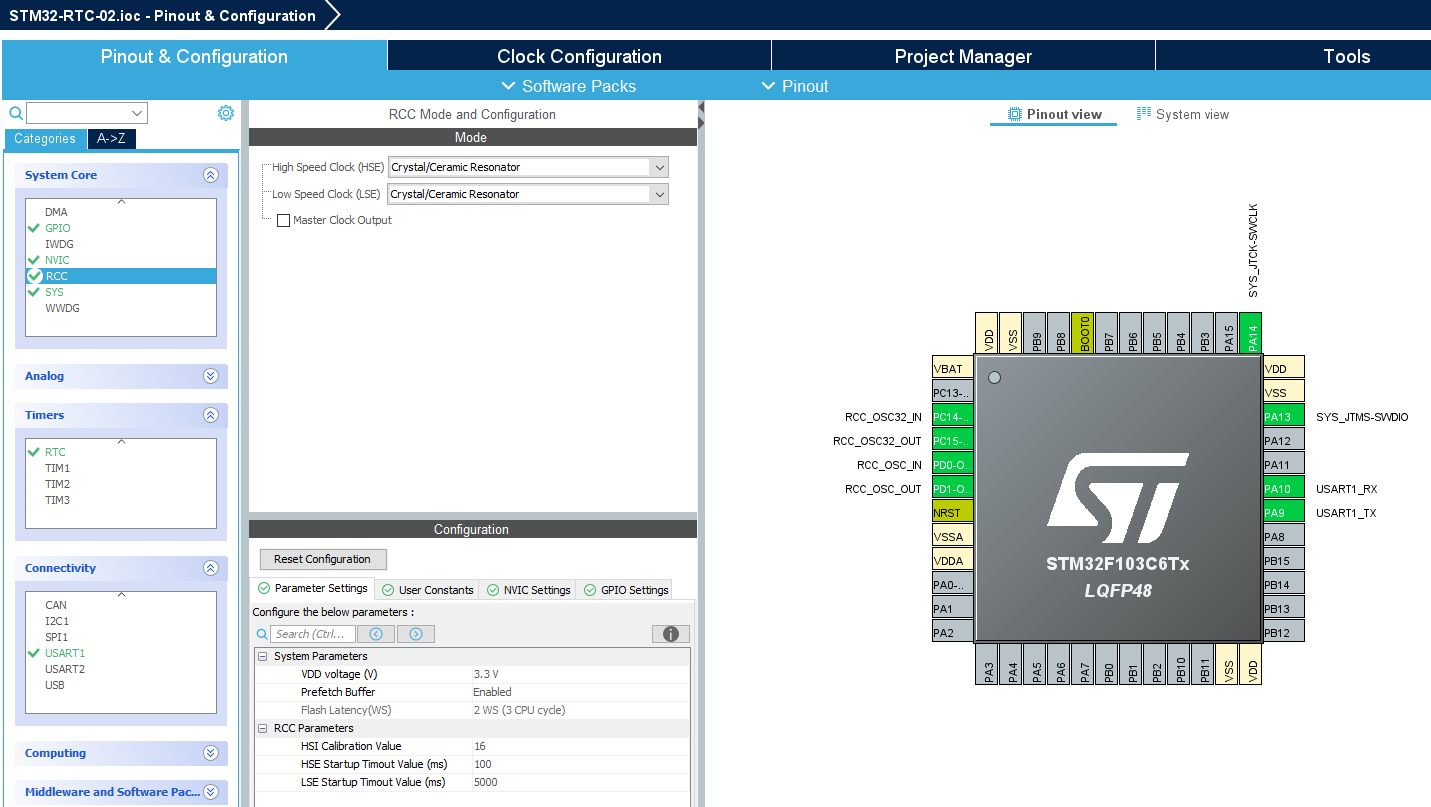 STM32-RTC-02.ioc - Pinout & Configuration
Pinout & Configuration
Clock Configuration
Project Manager
Tools
Software Packs
Pinout
Categories
A->Z
System Core
DMA
GPIO
IWDG
NVIC
RCC
SYS
WWDG
Analog
Timers
RTC
TIM1
TIM2
TIM3
Connectivity
CAN
I2C1
SPI1
USART1
USART2
USB
Computing
Middleware and Software Pac...
RCC Mode and Configuration
Mode
High Speed Clock (HSE) Crystal/Ceramic Resonator
Low Speed Clock (LSE) Crystal/Ceramic Resonator
Master Clock Output
Configuration
Reset Configuration
Parameter Settings
User Constants
NVIC Settings
GPIO Settings
Configure the below parameters :
Search (Ctrl...
System Parameters
VDD voltage (V) 3.3 V
Prefetch Buffer Enabled
Flash Latency(WS) 2 WS (3 CPU cycle)
RCC Parameters
HSI Calibration Value 16
HSE Startup Timout Value (ms) 100
LSE Startup Timout Value (ms) 5000
Pinout view
System view
SYS_JTCK-SWCLK
VDD
VSS
PB9
PB8
BOOT0
PB7
PB6
PB5
PB4
PB3
PA15
PA14
VBAT
PC13-..
RCC_OSC32_IN PC14-..
RCC_OSC32_OUT PC15-..
RCC_OSC_IN PD0-O..
RCC_OSC_OUT PD1-O..
NRST
VSSA
VDDA
PA0-..
PA1
PA2
ST
STM32F103C6Tx
LQFP48
VDD
VSS
PA13 SYS_JTMS-SWDIO
PA12
PA11
PA10 USART1_RX
PA9 USART1_TX
PA8
PB15
PB14
PB13
PB12
PA3
PA4
PA5
PA6
PA7
PB0
PB1
PB2
PB10
PB11
VSS
VDD